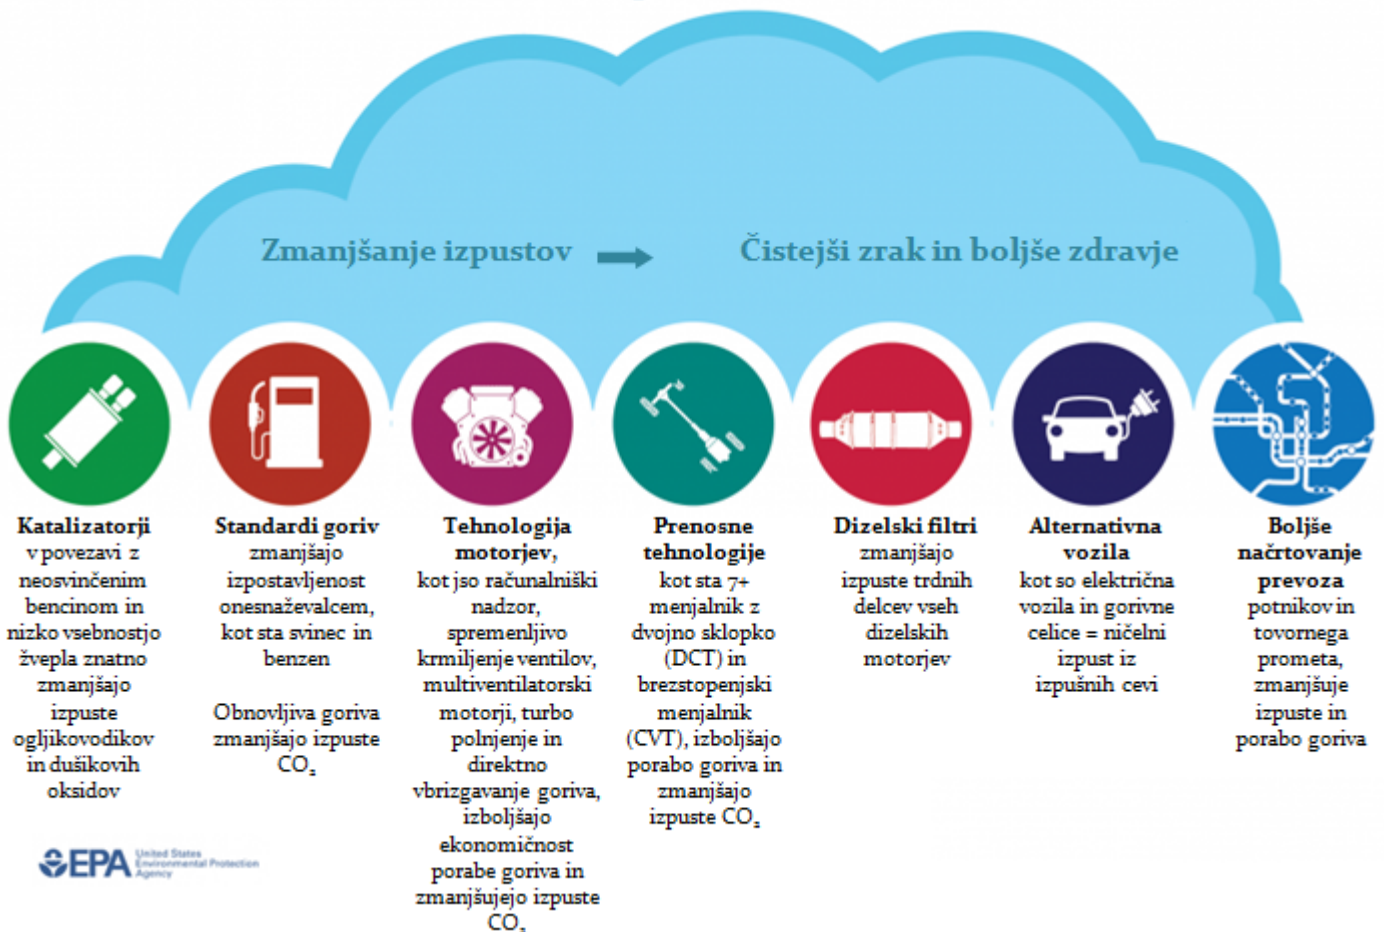 Zmanjšanje izpustov
Čistejši zrak in boljše zdravje
Katalizatorji
v povezavi z
neosvinčenim
bencinom in
nizko vsebnostjo
žvepla znatno
zmanjšajo
izpuste
ogljikovodikov
in dušikovih
oksidov
Standardi goriv
zmanjšajo
izpostavljenost
onesnaževalcem,
kot sta svinec in
benzen
Obnovljiva goriva
zmanjšajo izpuste
CO₂
Tehnologija
motorjev,
kot jso računalniški
nadzor,
spremenljivo
krmiljenje ventilov,
multiventilatorski
motorji, turbo
polnjenje in
direktno
vbrizgavanje goriva,
izboljšajo
ekonomičnost
porabe goriva in
zmanjšujejo izpuste
CO₂
Prenosne
tehnologije
kot sta 7+
menjalnik z
dvojno sklopko
(DCT) in
brezstopenjski
menjalnik
(CVT), izboljšajo
porabo goriva in
zmanjšajo
izpuste CO₂
Dizelski filtri
zmanjšajo
izpuste trdnih
delcev vseh
dizelskih
motorjev
Alternativna
vozila
kot so električna
vozila in gorivne
celice = ničelni
izpust iz
izpušnih cevi
Boljše
načrtovanje
prevoza
potnikov in
tovornega
prometa,
zmanjšuje
izpuste in
porabo goriva
EPA
United States
Environmental Protection
Agency